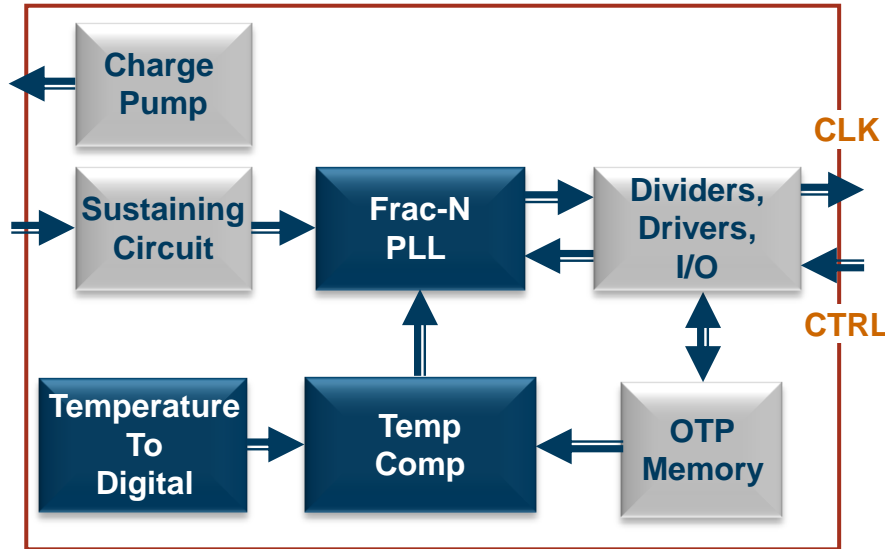 Charge
Pump
CLK
Sustaining
Circuit
Frac-N
PLL
Dividers,
Drivers,
I/O
CTRL
Temperature
To
Digital
Temp
Comp
OTP
Memory